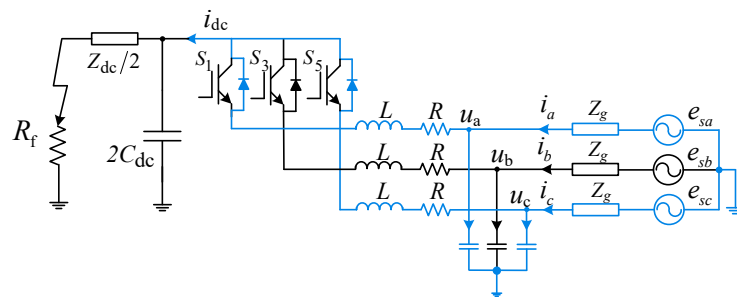 i_dc
Z_dc/2
S_1
S_3
S_5
R_f
2C_dc
L
R
u_a
i_a
Z_g
e_sa
L
R
u_b
i_b
Z_g
e_sb
L
R
u_c
i_c
Z_g
e_sc